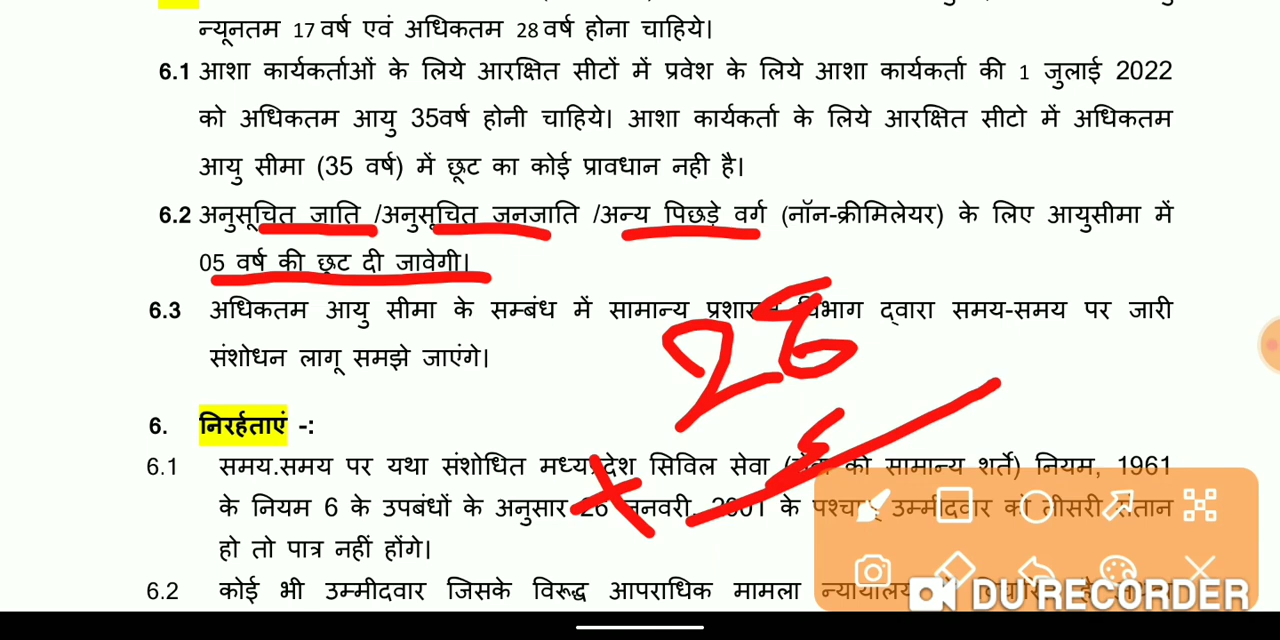 न्यूनतम 17 वर्ष एवं अधिकतम 28 वर्ष होना चाहिये।
6.1 आशा कार्यकर्ताओं के लिये आरक्षित सीटों में प्रवेश के लिये आशा कार्यकर्ता की 1 जुलाई 2022
को अधिकतम आयु 35वर्ष होनी चाहिये। आशा कार्यकर्ता के लिये आरक्षित सीटो में अधिकतम
आयु सीमा (35 वर्ष) में छूट का कोई प्रावधान नही है।
6.2 अनुसूचित जाति /अनुसूचित जनजाति /अन्य पिछड़े वर्ग (नॉन-क्रीमिलेयर) के लिए आयुसीमा में
05 वर्ष की छूट दी जावेगी।
6.3 अधिकतम आयु सीमा के सम्बंध में सामान्य प्रशासन विभाग द्वारा समय-समय पर जारी
संशोधन लागू समझे जाएंगे।
28
+ 5
6. निरर्हताएं -:
6.1 समय.समय पर यथा संशोधित मध्यप्रदेश सिविल सेवा (सेवा की सामान्य शर्ते) नियम, 1961
के नियम 6 के उपबंधों के अनुसार 26 जनवरी, 2001 के पश्चात् उम्मीदवार को तीसरी संतान
हो तो पात्र नहीं होंगे।
6.2 कोई भी उम्मीदवार जिसके विरूद्ध आपराधिक मामला न्यायालय
DU RECORDER